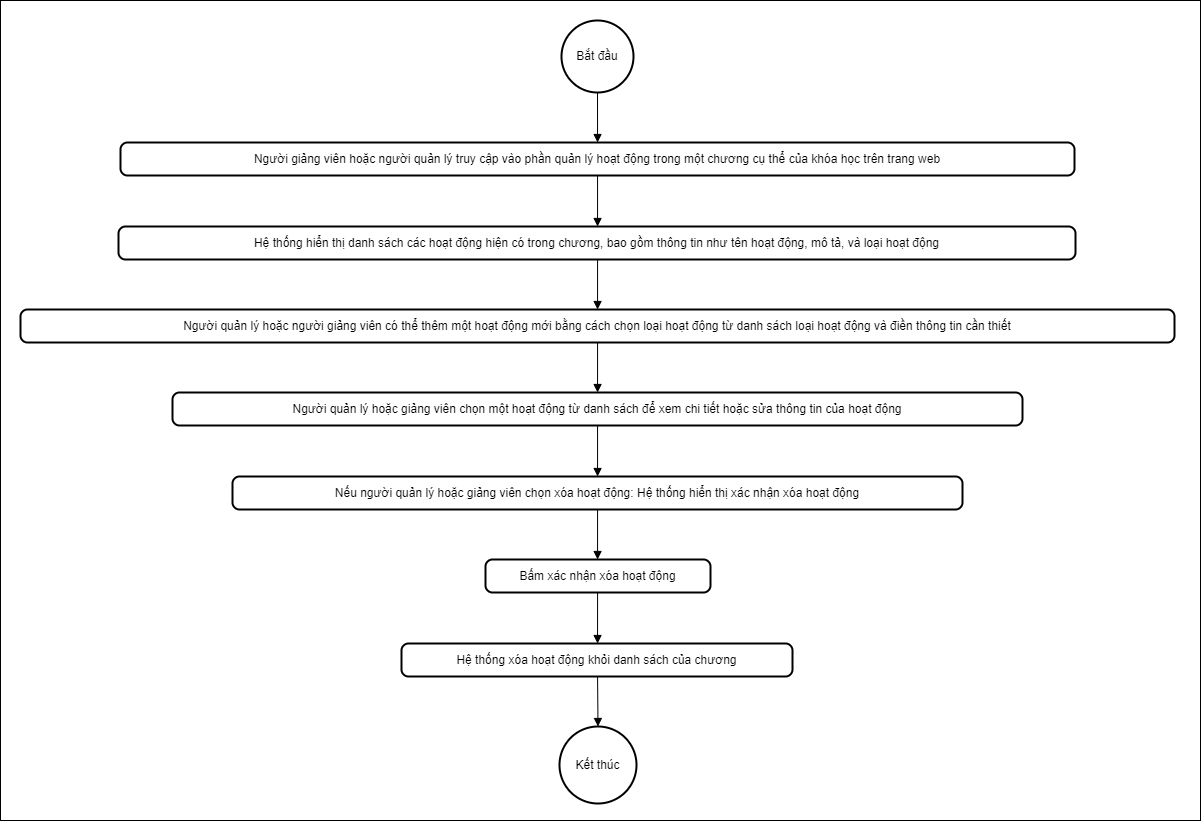 Bắt đầu
Người giảng viên hoặc người quản lý truy cập vào phần quản lý hoạt động trong một chương cụ thể của khóa học trên trang web
Hệ thống hiển thị danh sách các hoạt động hiện có trong chương, bao gồm thông tin như tên hoạt động, mô tả, và loại hoạt động
Người quản lý hoặc người giảng viên có thể thêm một hoạt động mới bằng cách chọn loại hoạt động từ danh sách loại hoạt động và điền thông tin cần thiết
Người quản lý hoặc giảng viên chọn một hoạt động từ danh sách để xem chi tiết hoặc sửa thông tin của hoạt động
Nếu người quản lý hoặc giảng viên chọn xóa hoạt động: Hệ thống hiển thị xác nhận xóa hoạt động
Bấm xác nhận xóa hoạt động
Hệ thống xóa hoạt động khỏi danh sách của chương
Kết thúc